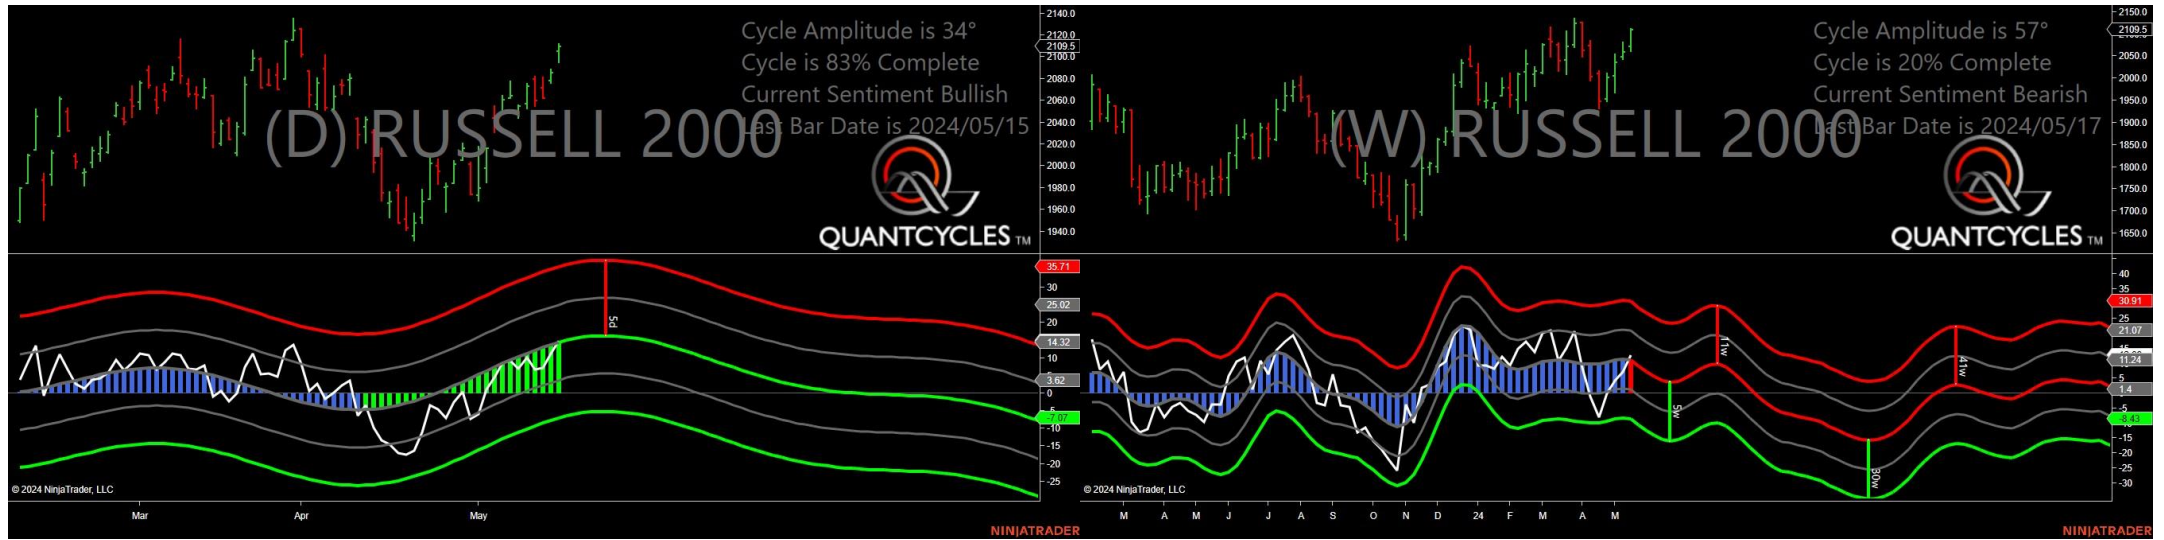 Cycle Amplitude is 34°
Cycle is 83% Complete
Current Sentiment Bullish
Last Bar Date is 2024/05/15
(D) RUSSELL 2000
QUANTCYCLES TM
2140.0
2120.0
2109.5
2100.0
2080.0
2060.0
2040.0
2020.0
2000.0
1980.0
1960.0
1940.0
35.71
30
25.02
20
14.32
10
3.62
0
-5
-7.07
-10
-15
-20
-25
5d
© 2024 NinjaTrader, LLC
Mar Apr May
NINJATRADER
Cycle Amplitude is 57°
Cycle is 20% Complete
Current Sentiment Bearish
Last Bar Date is 2024/05/17
(W) RUSSELL 2000
QUANTCYCLES TM
2150.0
2109.5
2050.0
2000.0
1950.0
1900.0
1850.0
1800.0
1750.0
1700.0
1650.0
40
35
30.91
25
21.07
15
11.24
5
1.4
-5
-8.43
-15
-20
-25
-30
11w
41w
5w
30w
© 2024 NinjaTrader, LLC
M A M J J A S O N D 24 F M A M
NINJATRADER